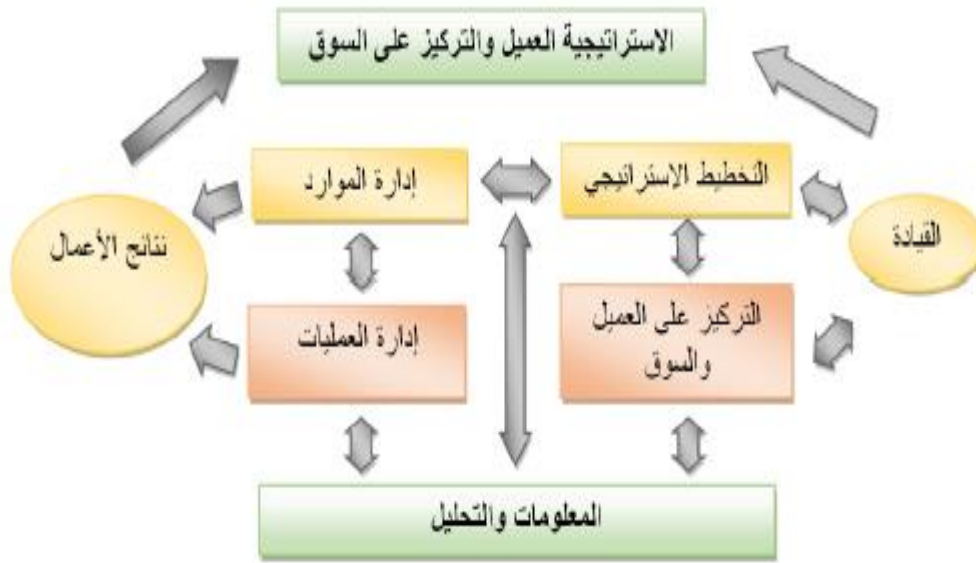 الاستراتيجية العميل والتركيز على السوق
التخطيط الاستراتيجي
إدارة الموارد
القيادة
نتائج الأعمال
التركيز على العميل
والسوق
إدارة العمليات
المعلومات والتحليل